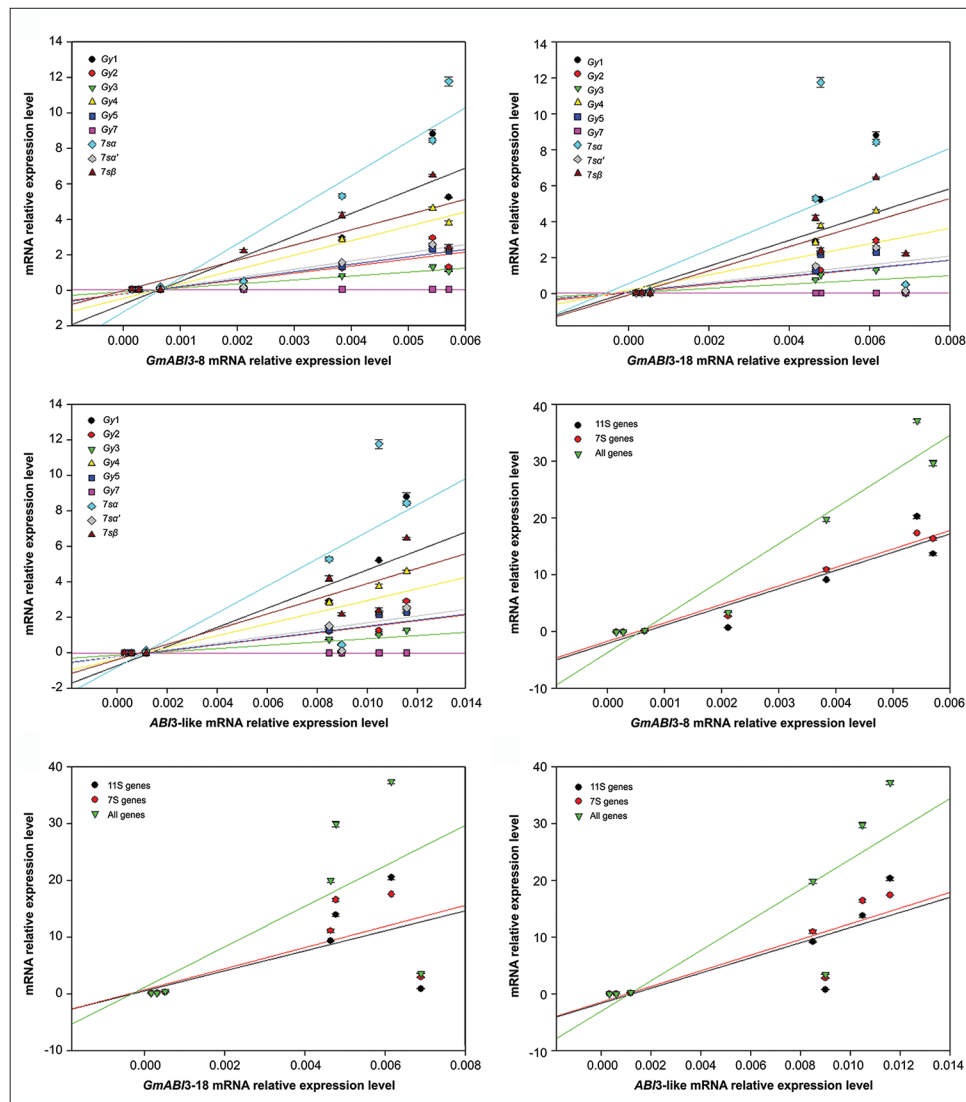 mRNA relative expression level
14
12
10
8
6
4
2
0
2
Gy1
Gy2
Gy3
Gy4
Gy5
Gy7
7sα
7sα'
7sβ
0.000 0.001 0.002 0.003 0.004 0.005 0.006
GmABI3-8 mRNA relative expression level
mRNA relative expression level
14
12
10
8
6
4
2
0
Gy1
Gy2
Gy3
Gy4
Gy5
Gy7
7sα
7sα'
7sβ
0.000 0.002 0.004 0.006 0.008
GmABI3-18 mRNA relative expression level
mRNA relative expression level
14
12
10
8
6
4
2
0
-2
Gy1
Gy2
Gy3
Gy4
Gy5
Gy7
7sα
7sα'
7sβ
0.000 0.002 0.004 0.006 0.008 0.010 0.012 0.014
ABI3-like mRNA relative expression level
mRNA relative expression level
40
30
20
10
0
-10
11S genes
7S genes
All genes
0.000 0.001 0.002 0.003 0.004 0.005 0.006
GmABI3-8 mRNA relative expression level
mRNA relative expression level
40
30
20
10
0
-10
11S genes
7S genes
All genes
0.000 0.002 0.004 0.006 0.008
GmABI3-18 mRNA relative expression level
mRNA relative expression level
40
30
20
10
0
-10
11S genes
7S genes
All genes
0.000 0.002 0.004 0.006 0.008 0.010 0.012 0.014
ABI3-like mRNA relative expression level